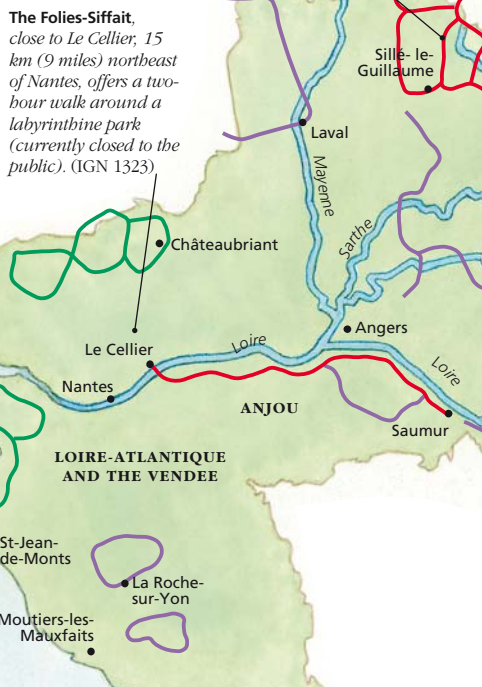 The Folies-Siffait,
close to Le Cellier, 15
km (9 miles) northeast
of Nantes, offers a two-
hour walk around a
labyrinthine park
(currently closed to the
public). (IGN 1323)
Sillé- le-
Guillaume
Laval
Mayenne
Sarthe
Châteaubriant
Angers
Loire
Le Cellier
Loire
Nantes
ANJOU
Saumur
LOIRE-ATLANTIQUE
AND THE VENDEE
St-Jean-
de-Monts
La Roche-
sur-Yon
Moutiers-les-
Mauxfaits